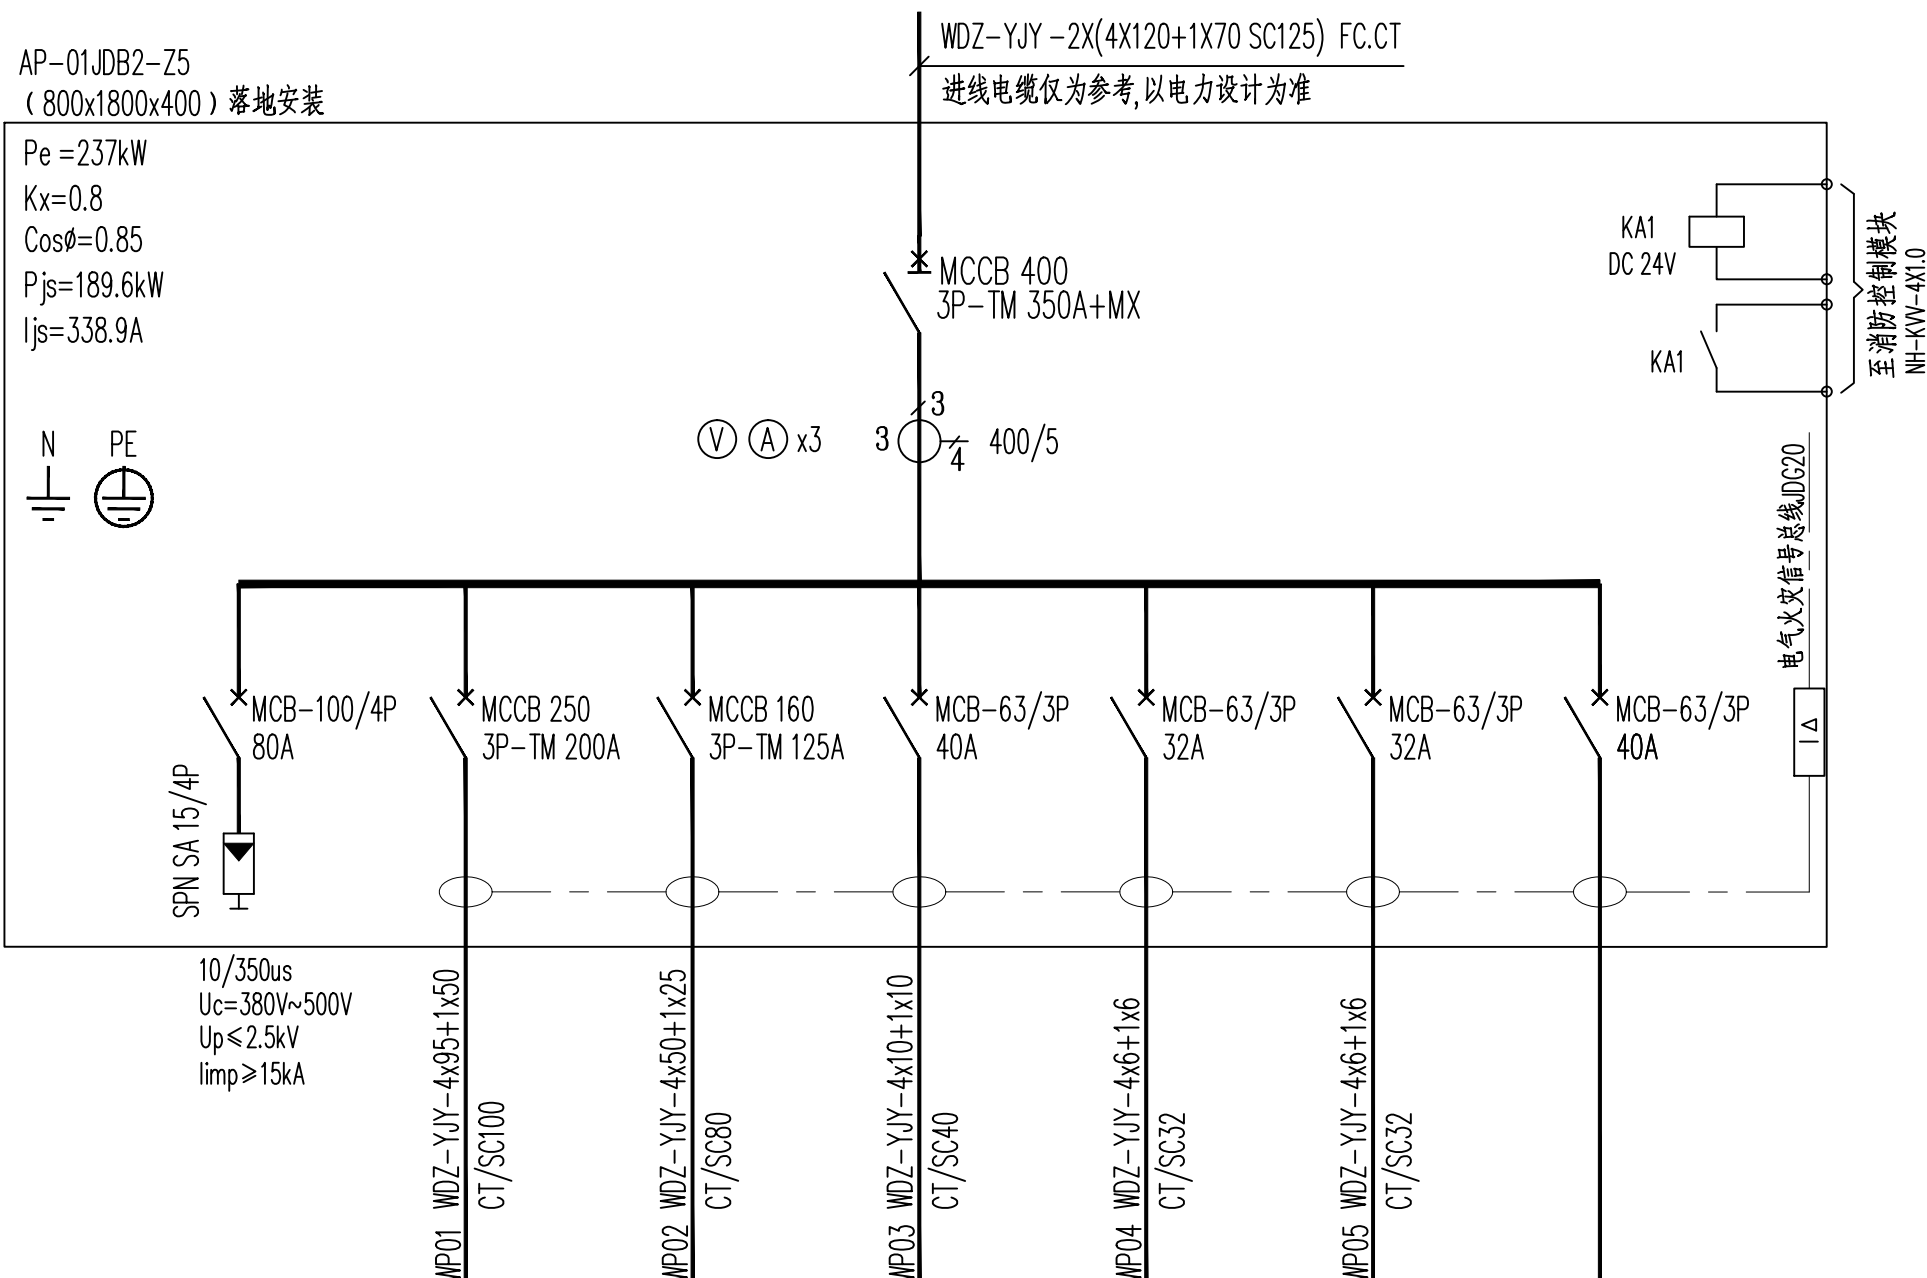 WDZ-YJY-2X(4X120+1X70 SC125) FC.CT
进线电缆仅为参考,以电力设计为准
AP-01JDB2-Z5
(800x1800x400)落地安装
Pe=237kW
Kx=0.8
Cosø=0.85
Pjs=189.6kW
Ijs=338.9A
MCCB 400
3P-TM 350A+MX
KA1
DC 24V
KA1
至消防控制模块
NH-KVV-4X1.0
N
PE
V
A
x3
3
3
4
400/5
电气火灾信号总线JDG20
MCB-100/4P
80A
MCCB 250
3P-TM 200A
MCCB 160
3P-TM 125A
MCB-63/3P
40A
MCB-63/3P
32A
MCB-63/3P
32A
MCB-63/3P
40A
I△
SPN SA 15/4P
10/350us
Uc=380V~500V
Up≤2.5kV
Iimp≥15kA
WP01 WDZ-YJY-4x95+1x50
CT/SC100
WP02 WDZ-YJY-4x50+1x25
CT/SC80
WP03 WDZ-YJY-4x10+1x10
CT/SC40
WP04 WDZ-YJY-4x6+1x6
CT/SC32
WP05 WDZ-YJY-4x6+1x6
CT/SC32